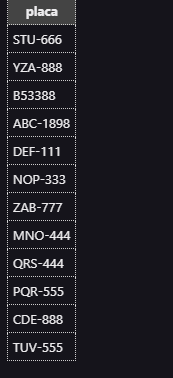 placa
STU-666
YZA-888
B53388
ABC-1898
DEF-111
NOP-333
ZAB-777
MNO-444
QRS-444
PQR-555
CDE-888
TUV-555